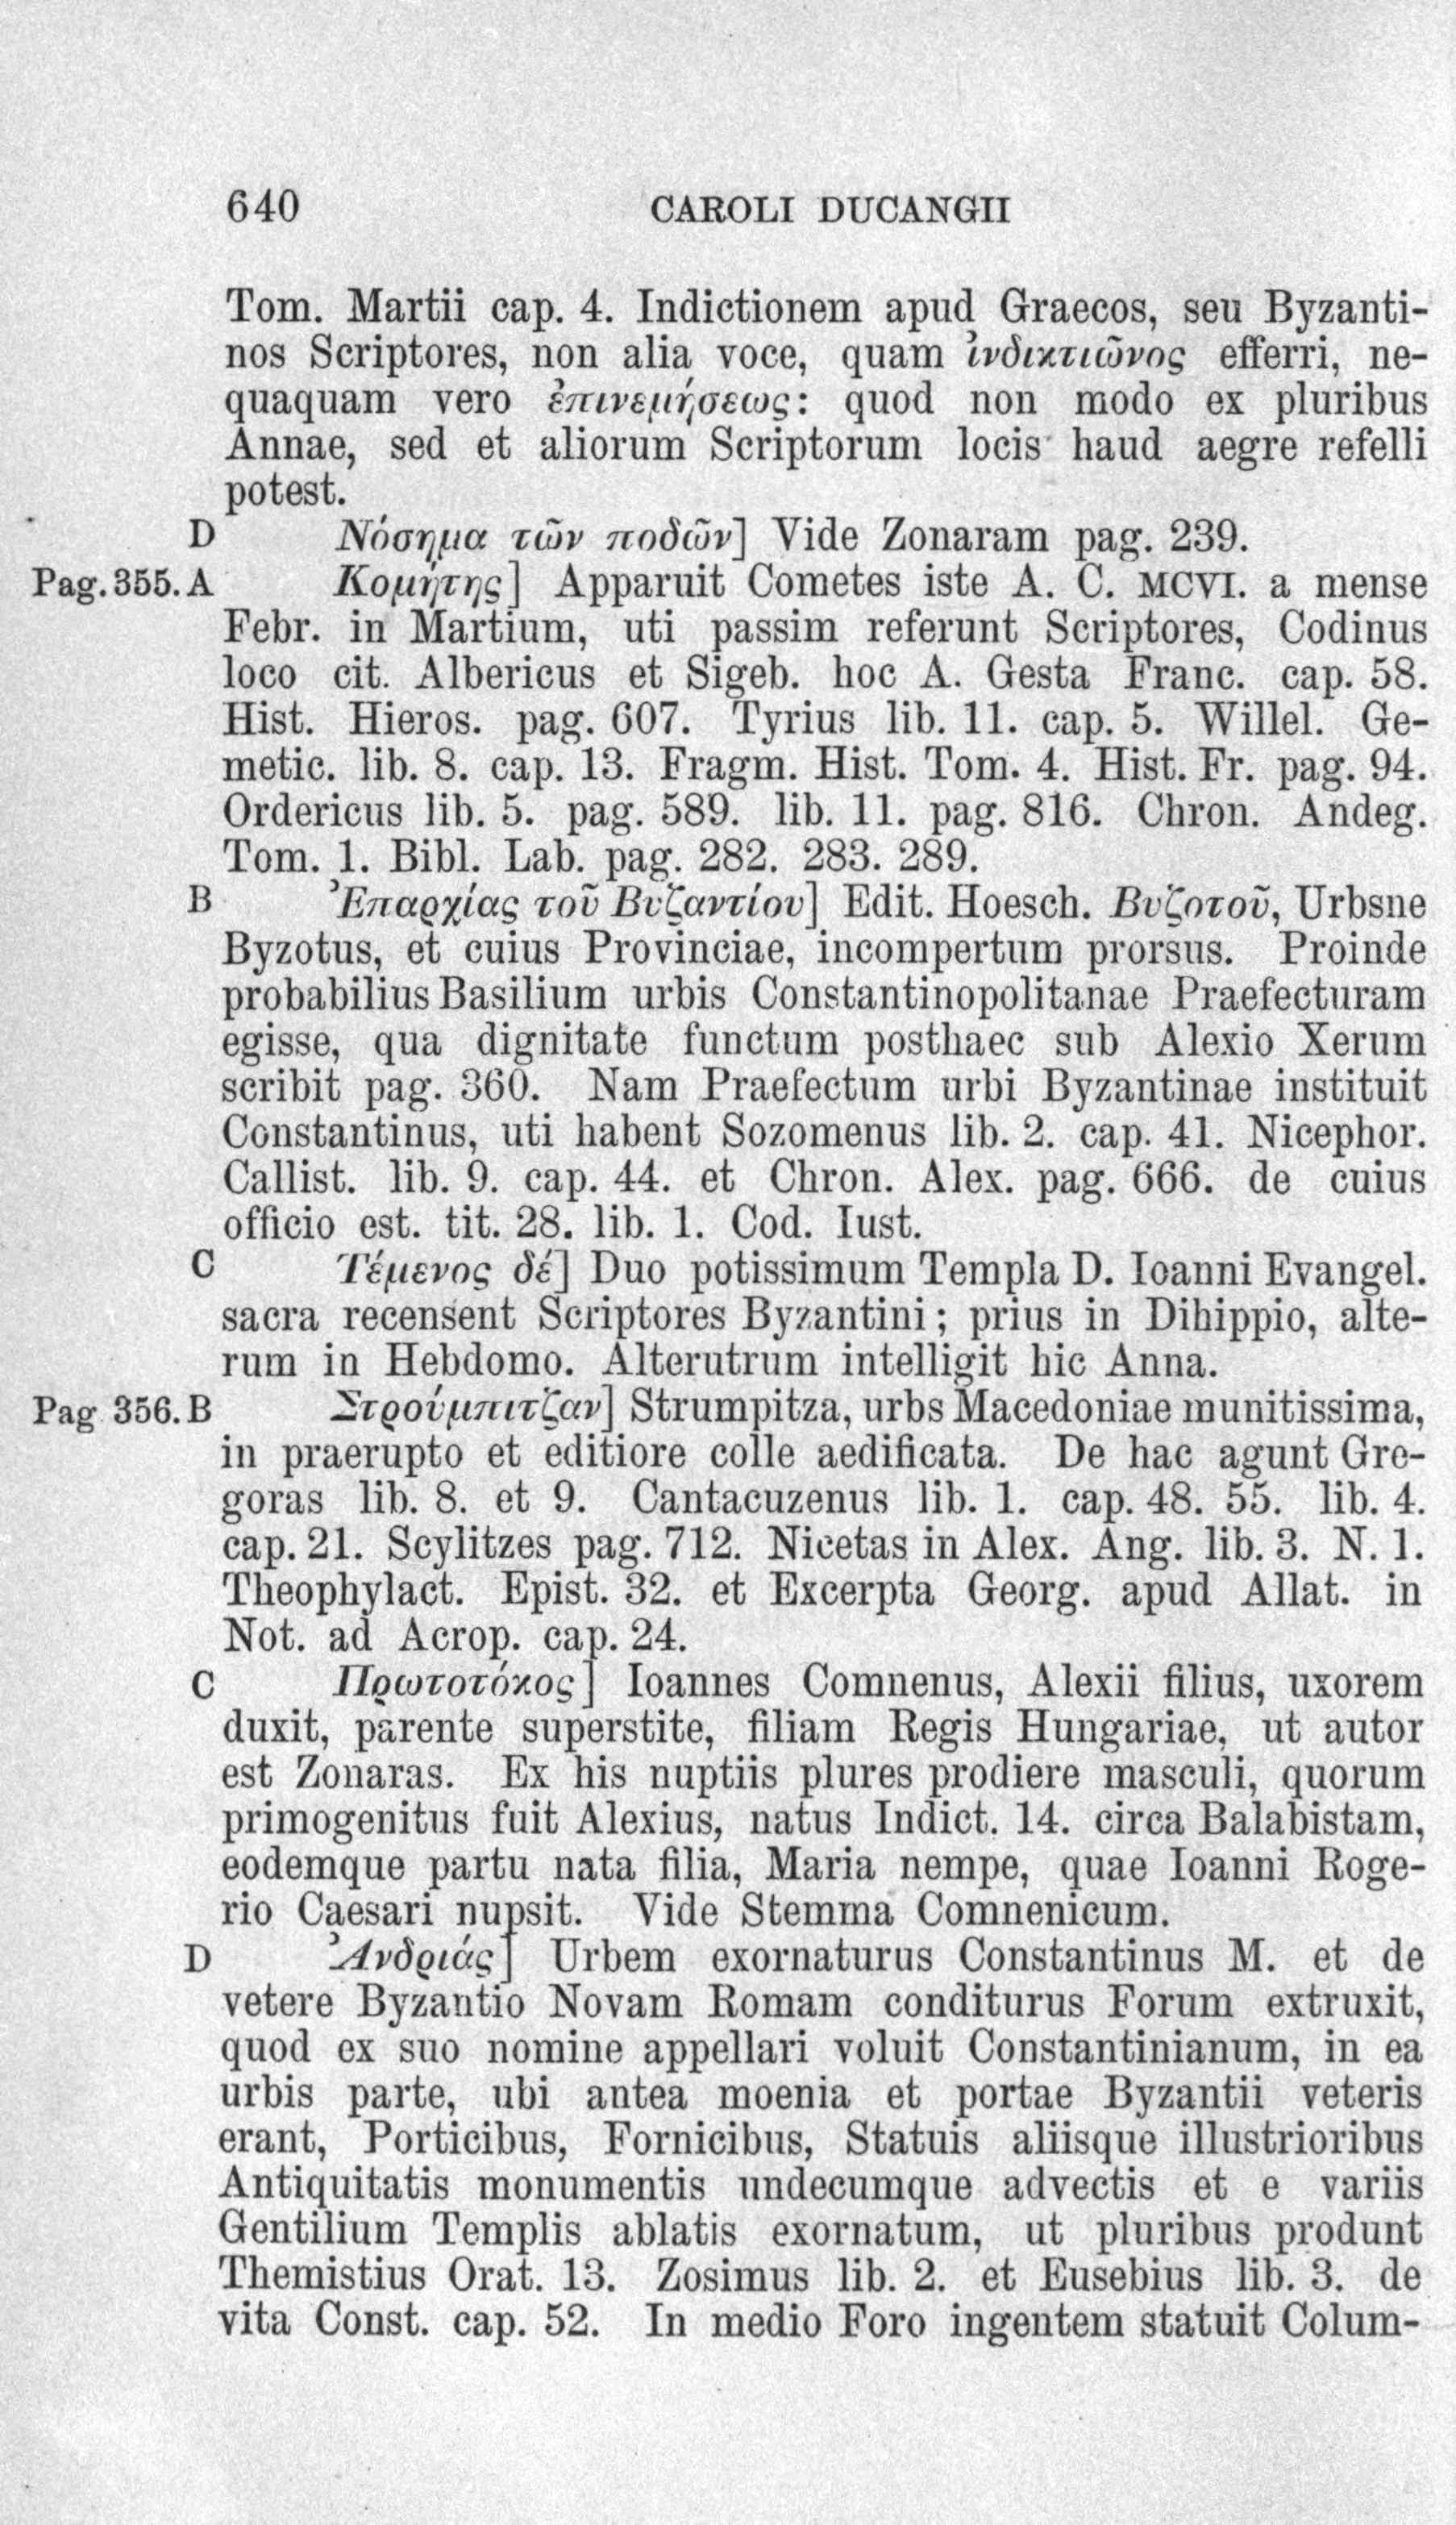 640 CAROLI DUCANGII
Tom. Martii cap. 4. Indictionem apud Graecos, seu Byzanti-
nos Scriptores, non alia voce, quam ἰνδικτιῶνος efferri, ne-
quaquam vero ἐπινεμήσεως: quod non modo ex pluribus
Annae, sed et aliorum Scriptorum locis haud aegre refelli
potest.
D Νόσημα τῶν ποδῶν] Vide Zonaram pag. 239.
Pag. 355. A Κομήτης] Apparuit Cometes iste A. C. MCVI. a mense
Febr. in Martium, uti passim referunt Scriptores, Codinus
loco cit. Albericus et Sigeb. hoc A. Gesta Franc. cap. 58.
Hist. Hieros. pag. 607. Tyrius lib. 11. cap. 5. Willel. Ge-
metic. lib. 8. cap. 13. Fragm. Hist. Tom. 4. Hist. Fr. pag. 94.
Ordericus lib. 5. pag. 589. lib. 11. pag. 816. Chron. Andeg.
Tom. 1. Bibl. Lab. pag. 282. 283. 289.
B Ἐπαρχίας τοῦ Βυζαντίου] Edit. Hoesch. Βυζοτοῦ, Urbsne
Byzotus, et cuius Provinciae, incompertum prorsus. Proinde
probabilius Basilium urbis Constantinopolitanae Praefecturam
egisse, qua dignitate functum posthaec sub Alexio Xerum
scribit pag. 360. Nam Praefectum urbi Byzantinae instituit
Constantinus, uti habent Sozomenus lib. 2. cap. 41. Nicephor.
Callist. lib. 9. cap. 44. et Chron. Alex. pag. 666. de cuius
officio est. tit. 28. lib. 1. Cod. Iust.
C Τέμενος δέ] Duo potissimum Templa D. Ioanni Evangel.
sacra recensent Scriptores Byzantini; prius in Dihippio, alte-
rum in Hebdomo. Alterutrum intelligit hic Anna.
Pag 356. B Στρούμπιτζαν] Strumpitza, urbs Macedoniae munitissima,
in praerupto et editiore colle aedificata. De hac agunt Gre-
goras lib. 8. et 9. Cantacuzenus lib. 1. cap. 48. 55. lib. 4.
cap. 21. Scylitzes pag. 712. Nicetas in Alex. Ang. lib. 3. N. 1.
Theophylact. Epist. 32. et Excerpta Georg. apud Allat. in
Not. ad Acrop. cap. 24.
C Πρωτοτόκος] Ioannes Comnenus, Alexii filius, uxorem
duxit, parente superstite, filiam Regis Hungariae, ut autor
est Zonaras. Ex his nuptiis plures prodiere masculi, quorum
primogenitus fuit Alexius, natus Indict. 14. circa Balabistam,
eodemque partu nata filia, Maria nempe, quae Ioanni Roge-
rio Caesari nupsit. Vide Stemma Comnenicum.
D Ἀνδριάς] Urbem exornaturus Constantinus M. et de
vetere Byzantio Novam Romam conditurus Forum extruxit,
quod ex suo nomine appellari voluit Constantinianum, in ea
urbis parte, ubi antea moenia et portae Byzantii veteris
erant, Porticibus, Fornicibus, Statuis aliisque illustrioribus
Antiquitatis monumentis undecumque advectis et e variis
Gentilium Templis ablatis exornatum, ut pluribus produnt
Themistius Orat. 13. Zosimus lib. 2. et Eusebius lib. 3. de
vita Const. cap. 52. In medio Foro ingentem statuit Colum-